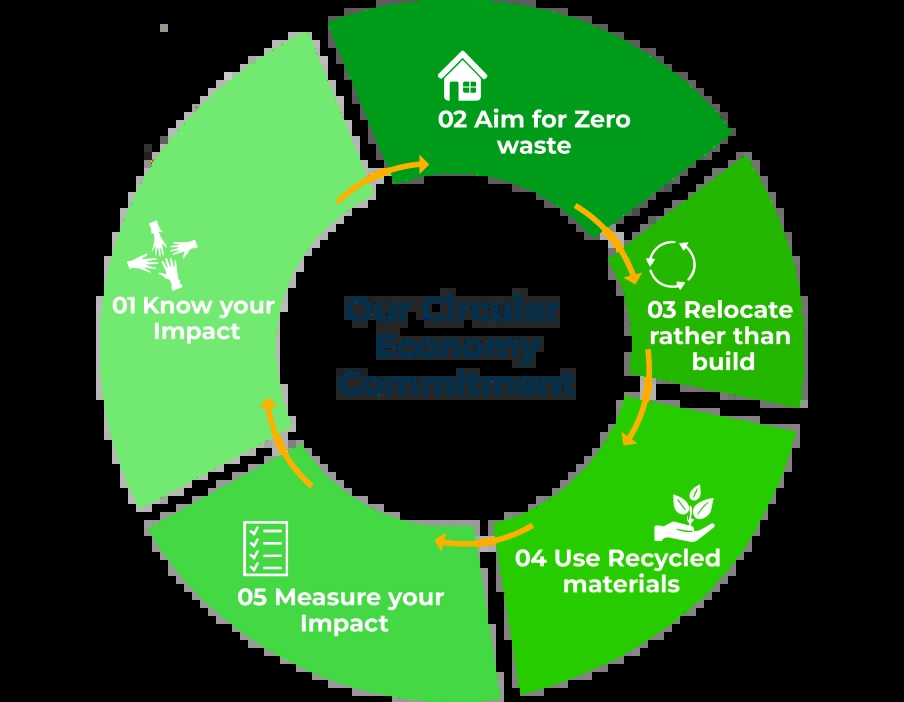 Our Circular
Economy
Commitment
01 Know your
Impact
02 Aim for Zero
waste
03 Relocate
rather than
build
04 Use Recycled
materials
05 Measure your
Impact